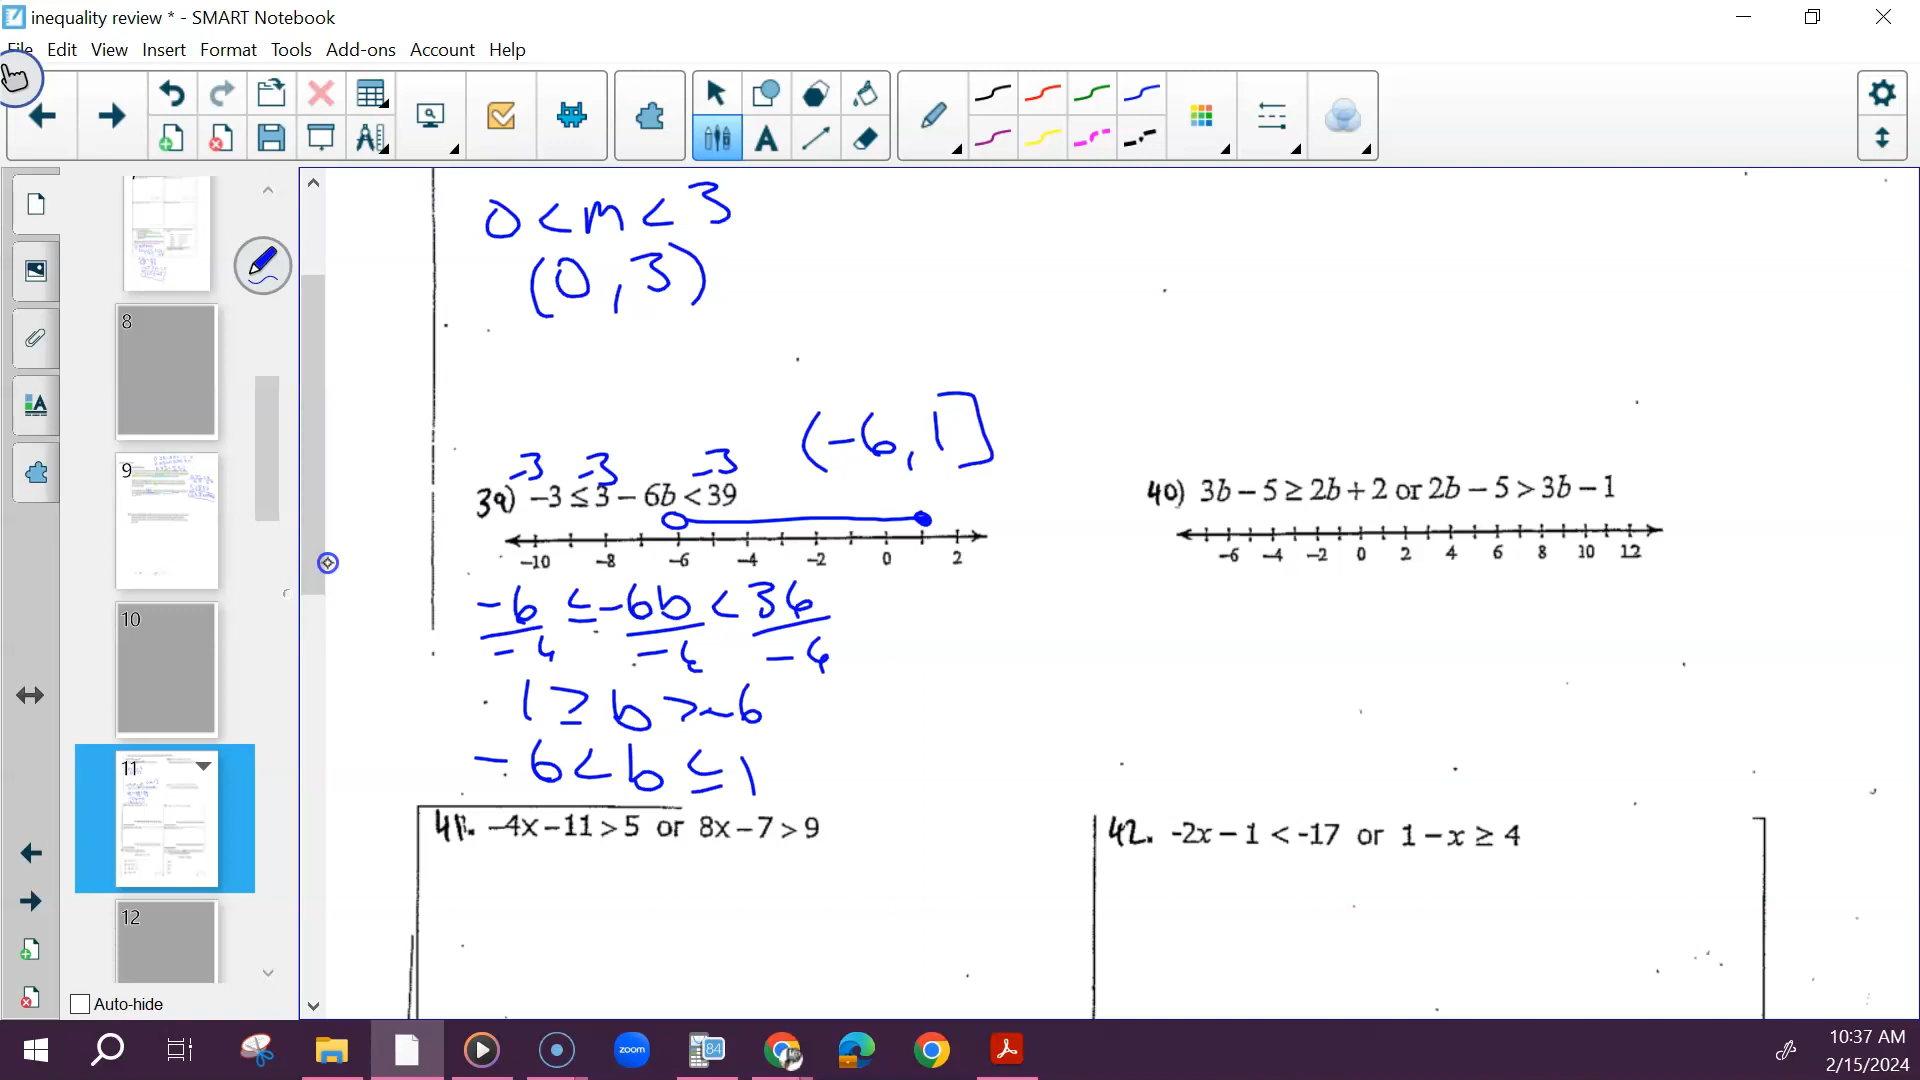 inequality review * - SMART Notebook
File Edit View Insert Format Tools Add-ons Account Help
0 < m < 3
(0, 3)
(-6, 1]
-3 -3 -3
39) -3 ≤ 3 - 6b < 39
-10 -8 -6 -4 -2 0 2
-6 ≤ -6b < 36
-6 -6 -6
1 ≥ b > -6
-6 < b ≤ 1
40) 3b - 5 ≥ 2b + 2 or 2b - 5 > 3b - 1
-6 -4 -2 0 2 4 6 8 10 12
41. -4x - 11 > 5 or 8x - 7 > 9
42. -2x - 1 < -17 or 1 - x ≥ 4
8
9
10
11
12
Auto-hide
zoom
84
10:37 AM
2/15/2024